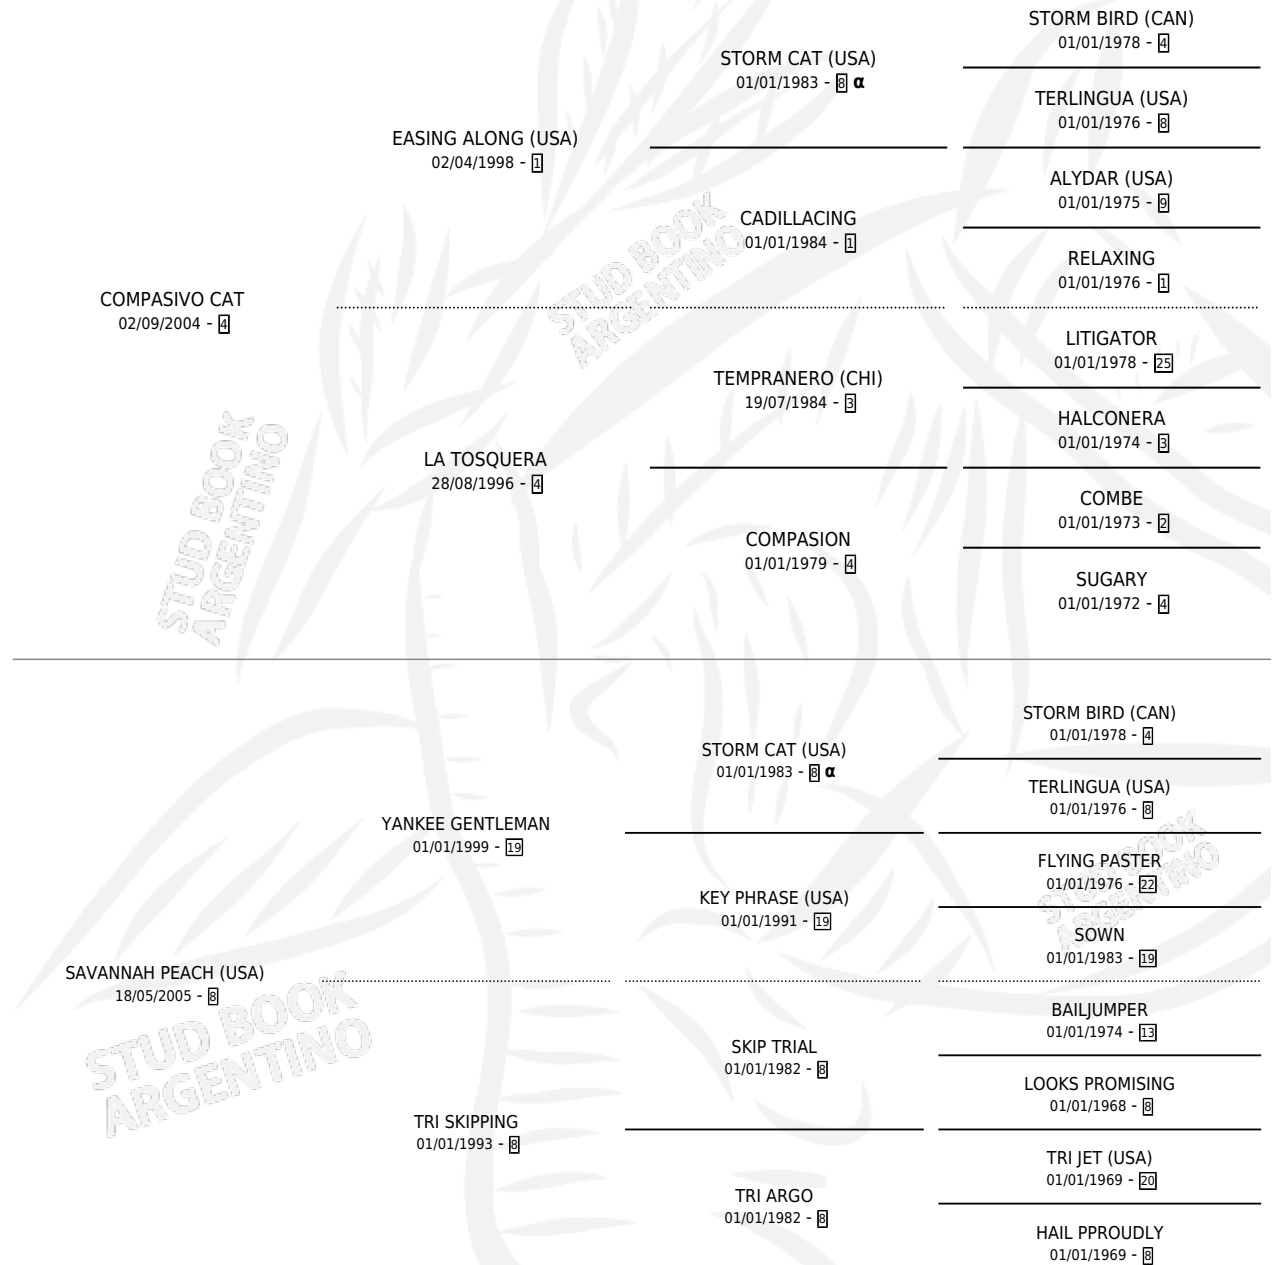 STORM BIRD (CAN)
01/01/1978 - 4
STORM CAT (USA)
01/01/1983 - 8 α
TERLINGUA (USA)
01/01/1976 - 8
EASING ALONG (USA)
02/04/1998 - 1
ALYDAR (USA)
01/01/1975 - 9
CADILLACING
01/01/1984 - 1
RELAXING
01/01/1976 - 1
COMPASIVO CAT
02/09/2004 - 4
LITIGATOR
01/01/1978 - 25
TEMPRANERO (CHI)
19/07/1984 - 3
HALCONERA
01/01/1974 - 3
LA TOSQUERA
28/08/1996 - 4
COMBE
01/01/1973 - 2
COMPASION
01/01/1979 - 4
SUGARY
01/01/1972 - 4
STORM BIRD (CAN)
01/01/1978 - 4
STORM CAT (USA)
01/01/1983 - 8 α
TERLINGUA (USA)
01/01/1976 - 8
YANKEE GENTLEMAN
01/01/1999 - 19
FLYING PASTER
01/01/1976 - 22
KEY PHRASE (USA)
01/01/1991 - 19
SOWN
01/01/1983 - 19
SAVANNAH PEACH (USA)
18/05/2005 - 8
BAILJUMPER
01/01/1974 - 13
SKIP TRIAL
01/01/1982 - 8
LOOKS PROMISING
01/01/1968 - 8
TRI SKIPPING
01/01/1993 - 8
TRI JET (USA)
01/01/1969 - 20
TRI ARGO
01/01/1982 - 8
HAIL PPROUDLY
01/01/1969 - 8
STUD BOOK
ARGENTINO
STUD BOOK
ARGENTINO
STUD BOOK
ARGENTINO
STUD BOOK
ARGENTINO